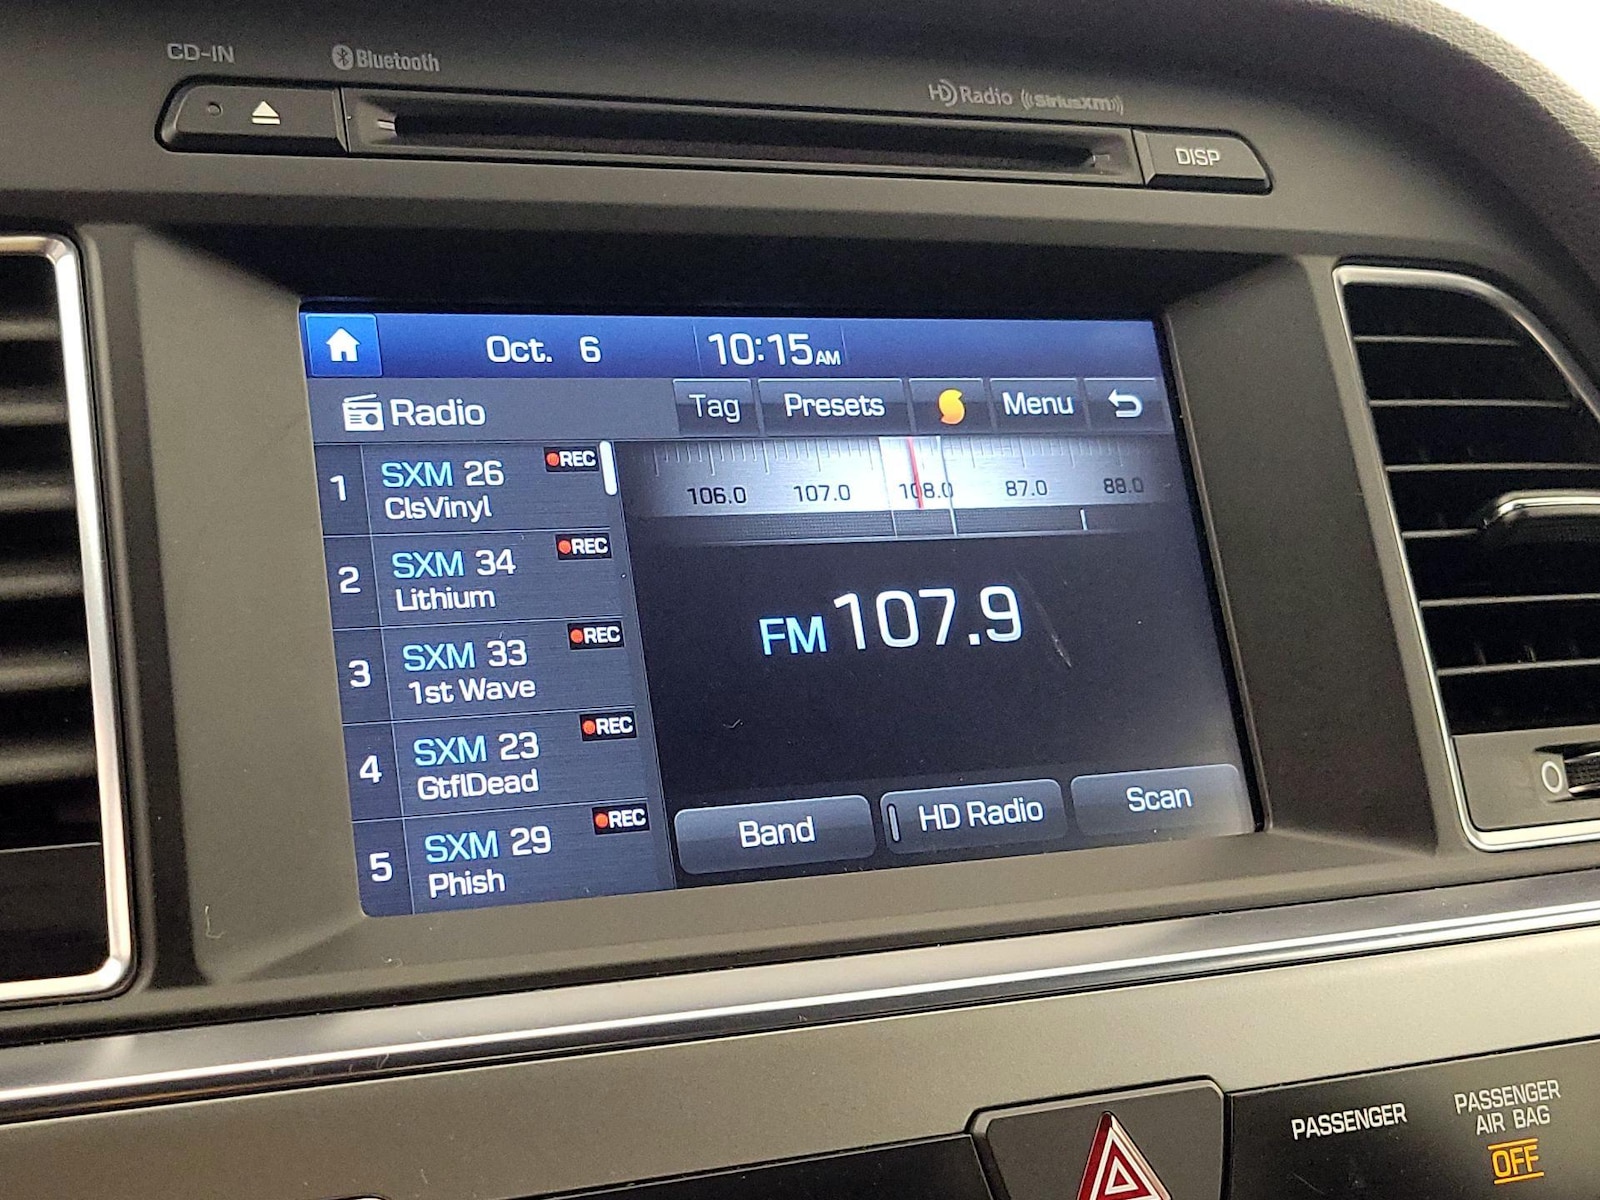 CD-IN
Bluetooth
HD Radio SiriusXM
DISP
Oct. 6 10:15 AM
Radio
Tag Presets Menu
1 SXM 26 REC
ClsVinyl
2 SXM 34 REC
Lithium
3 SXM 33 REC
1st Wave
4 SXM 23 REC
GtflDead
5 SXM 29 REC
Phish
106.0 107.0 108.0 87.0 88.0
FM 107.9
Band HD Radio Scan
PASSENGER
PASSENGER
AIR BAG
OFF